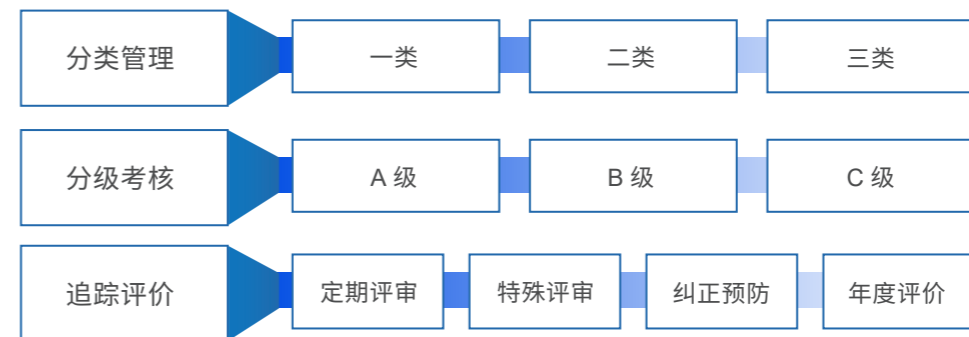 分类管理 一类 二类 三类
分级考核 A 级 B 级 C 级
追踪评价 定期评审 特殊评审 纠正预防 年度评价